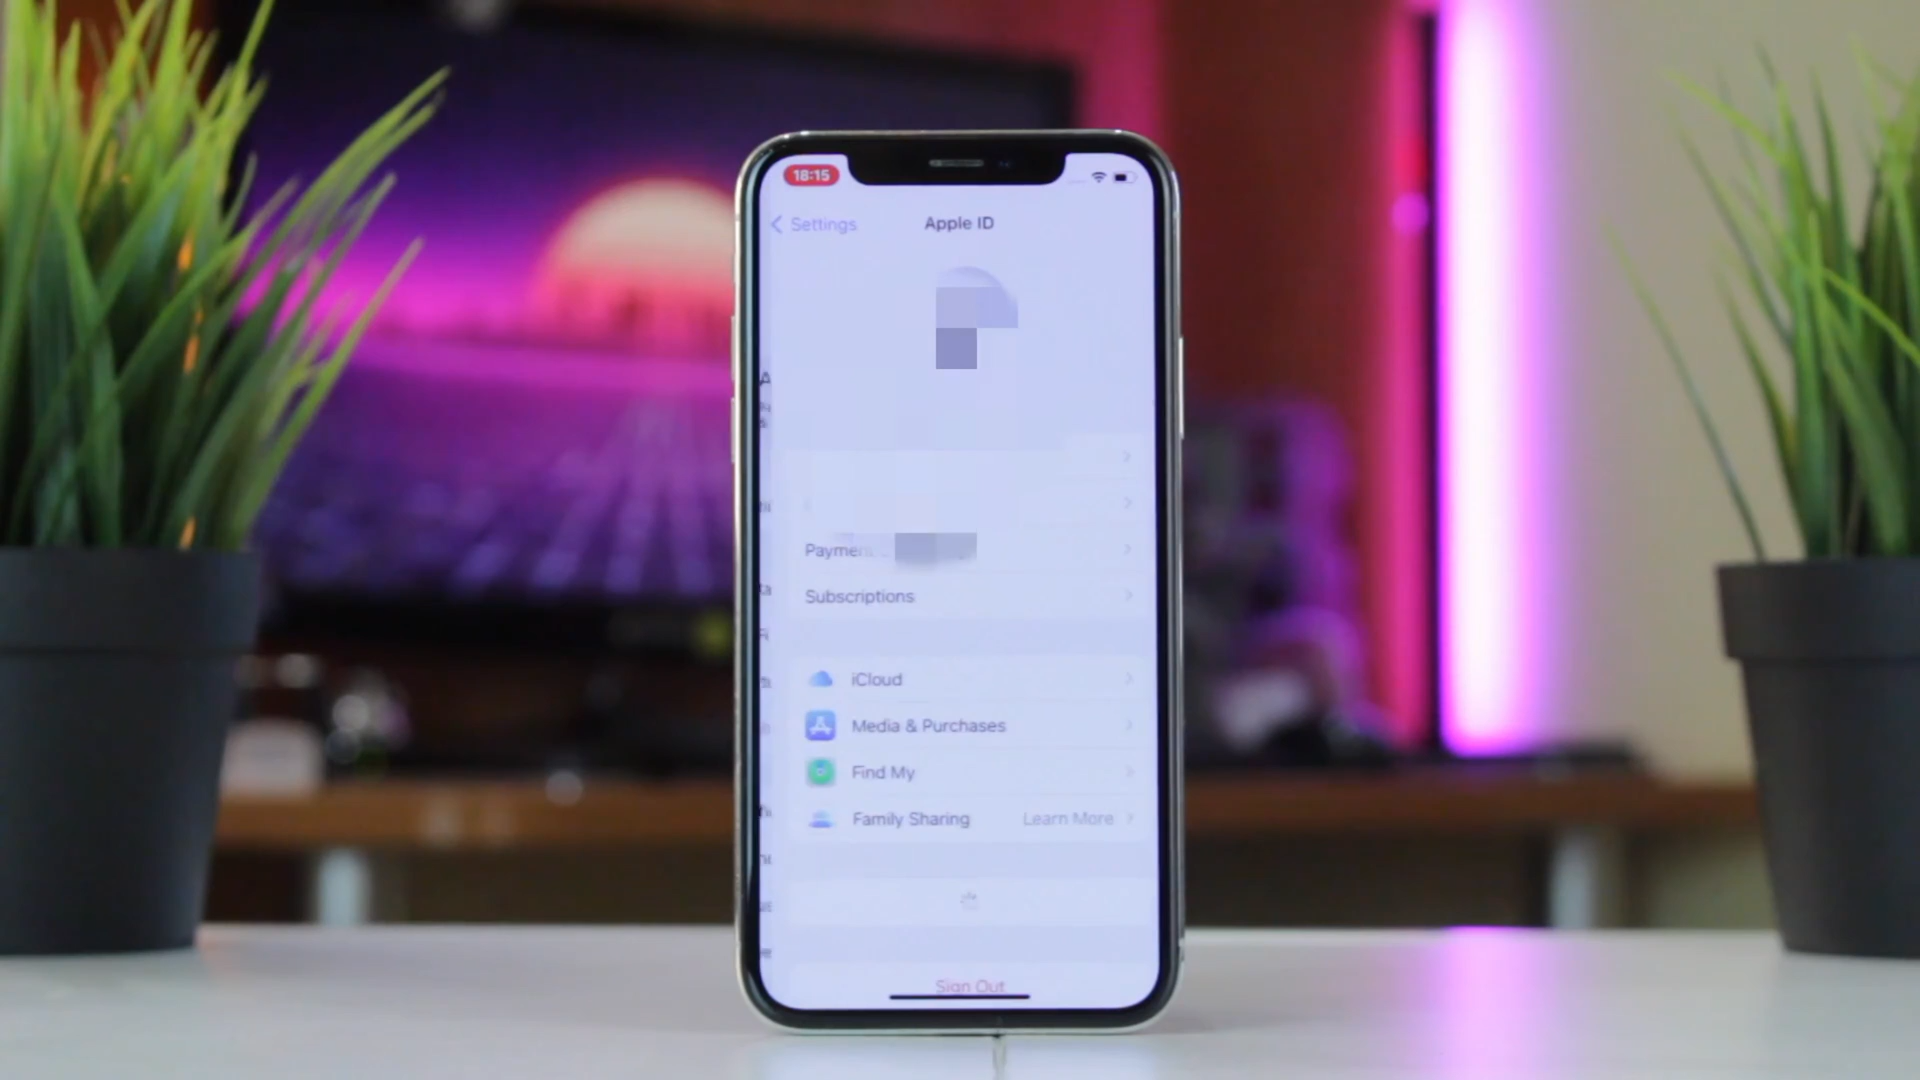 18:15
Settings
Apple ID
Subscriptions
iCloud
Media & Purchases
Find My
Family Sharing Learn More
Sign Out